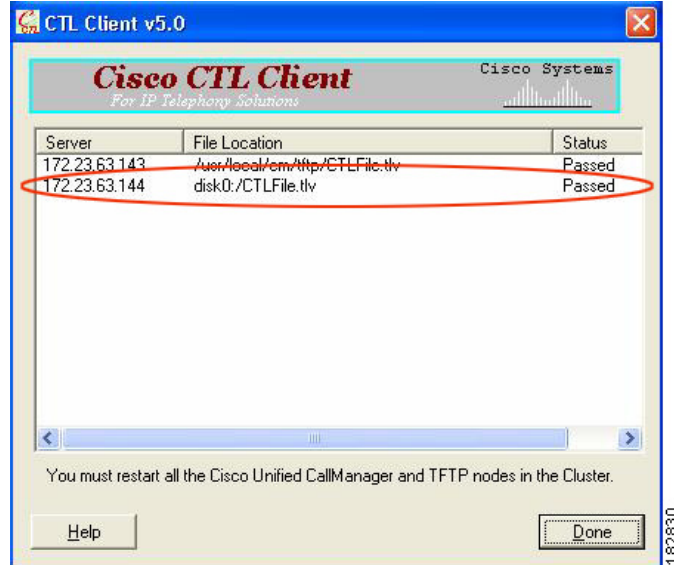 CTL Client v5.0
Cisco CTL Client
For IP Telephony Solutions
Cisco Systems
Server File Location Status
172.23.63.143 /usr/local/cm/tftp/CTLFile.tlv Passed
172.23.63.144 disk0:/CTLFile.tlv Passed
You must restart all the Cisco Unified CallManager and TFTP nodes in the Cluster.
Help Done
182830